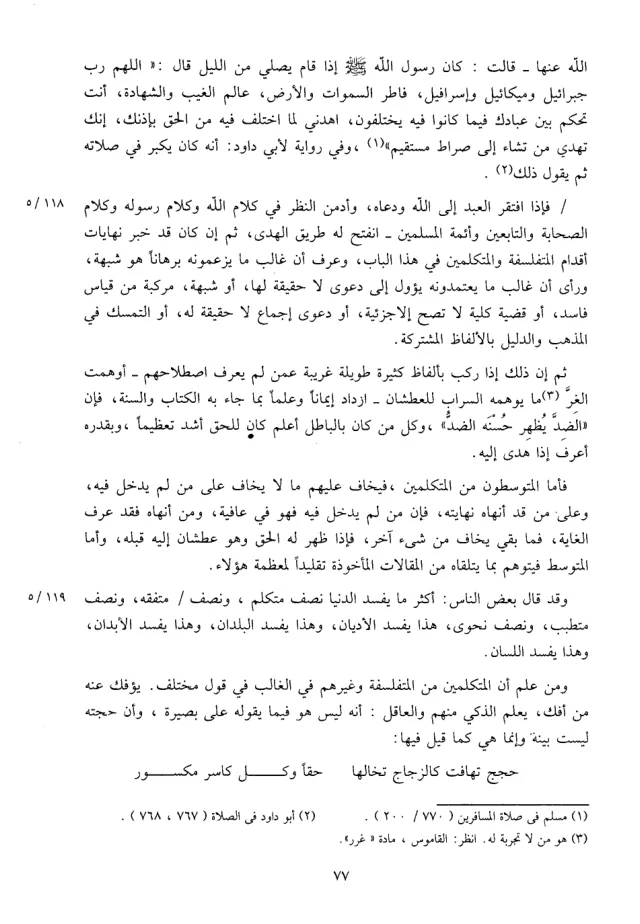 الله عنها ـ قالت : كان رسول الله ﷺ إذا قام يصلي من الليل قال :« اللهم رب
جبرائيل وميكائيل وإسرافيل، فاطر السموات والأرض، عالم الغيب والشهادة، أنت
تحكم بين عبادك فيما كانوا فيه يختلفون، اهدني لما اختلف فيه من الحق بإذنك، إنك
تهدي من تشاء إلى صراط مستقيم»(١) ،وفي رواية لأبي داود: أنه كان يكبر في صلاته
ثم يقول ذلك(٢) .
٥/١١٨ / فإذا افتقر العبد إلى الله ودعاه، وأدمن النظر في كلام الله وكلام رسوله وكلام
الصحابة والتابعين وأئمة المسلمين ـ انفتح له طريق الهدى، ثم إن كان قد خبر نهايات
أقدام المتفلسفة والمتكلمين في هذا الباب، وعرف أن غالب ما يزعمونه برهاناً هو شبهة،
ورأى أن غالب ما يعتمدونه يؤول إلى دعوى لا حقيقة لها، أو شبهة، مركبة من قياس
فاسد، أو قضية كلية لا تصح إلاجزئية، أو دعوى إجماع لا حقيقة له، أو التمسك في
المذهب والدليل بالألفاظ المشتركة.
ثم إن ذلك إذا ركب بألفاظ كثيرة طويلة غريبة عمن لم يعرف اصطلاحهم ـ أوهمت
الغِرَّ (٣)ما يوهمه السراب للعطشان ـ ازداد إيماناً وعلماً بما جاء به الكتاب والسنة، فإن
«الضِدَّ يُظهِر حُسْنَه الضدُّ» ،وكل من كان بالباطل أعلم كان للحق أشد تعظيماً ،وبقدره
أعرف إذا هدى إليه.
فأما المتوسطون من المتكلمين ،فيخاف عليهم ما لا يخاف على من لم يدخل فيه،
وعلى من قد أنهاه نهايته، فإن من لم يدخل فيه فهو في عافية، ومن أنهاه فقد عرف
الغاية، فما بقي يخاف من شىء آخر، فإذا ظهر له الحق وهو عطشان إليه قبله، وأما
المتوسط فيتوهم بما يتلقاه من المقالات المأخوذة تقليداً لمعظمة هؤلاء.
٥/١١٩ وقد قال بعض الناس: أكثر ما يفسد الدنيا نصف متكلم ، ونصف / متفقه، ونصف
متطبب، ونصف نحوى، هذا يفسد الأديان، وهذا يفسد البلدان، وهذا يفسد الأبدان،
وهذا يفسد اللسان.
ومن علم أن المتكلمين من المتفلسفة وغيرهم في الغالب في قول مختلف. يؤفك عنه
من أفك، يعلم الذكي منهم والعاقل : أنه ليس هو فيما يقوله على بصيرة ، وأن حجته
ليست بينة وإنما هي كما قيل فيها:
حجج تهافت كالزجاج تخالها حقاً وكـــــل كاسر مكســــور
(١) مسلم فى صلاة المسافرين ( ٧٧٠ / ٢٠٠ ) . (٢) أبو داود فى الصلاة ( ٧٦٧ ، ٧٦٨ ) .
(٣) هو من لا تجربة له. انظر: القاموس ، مادة « غرر».
٧٧